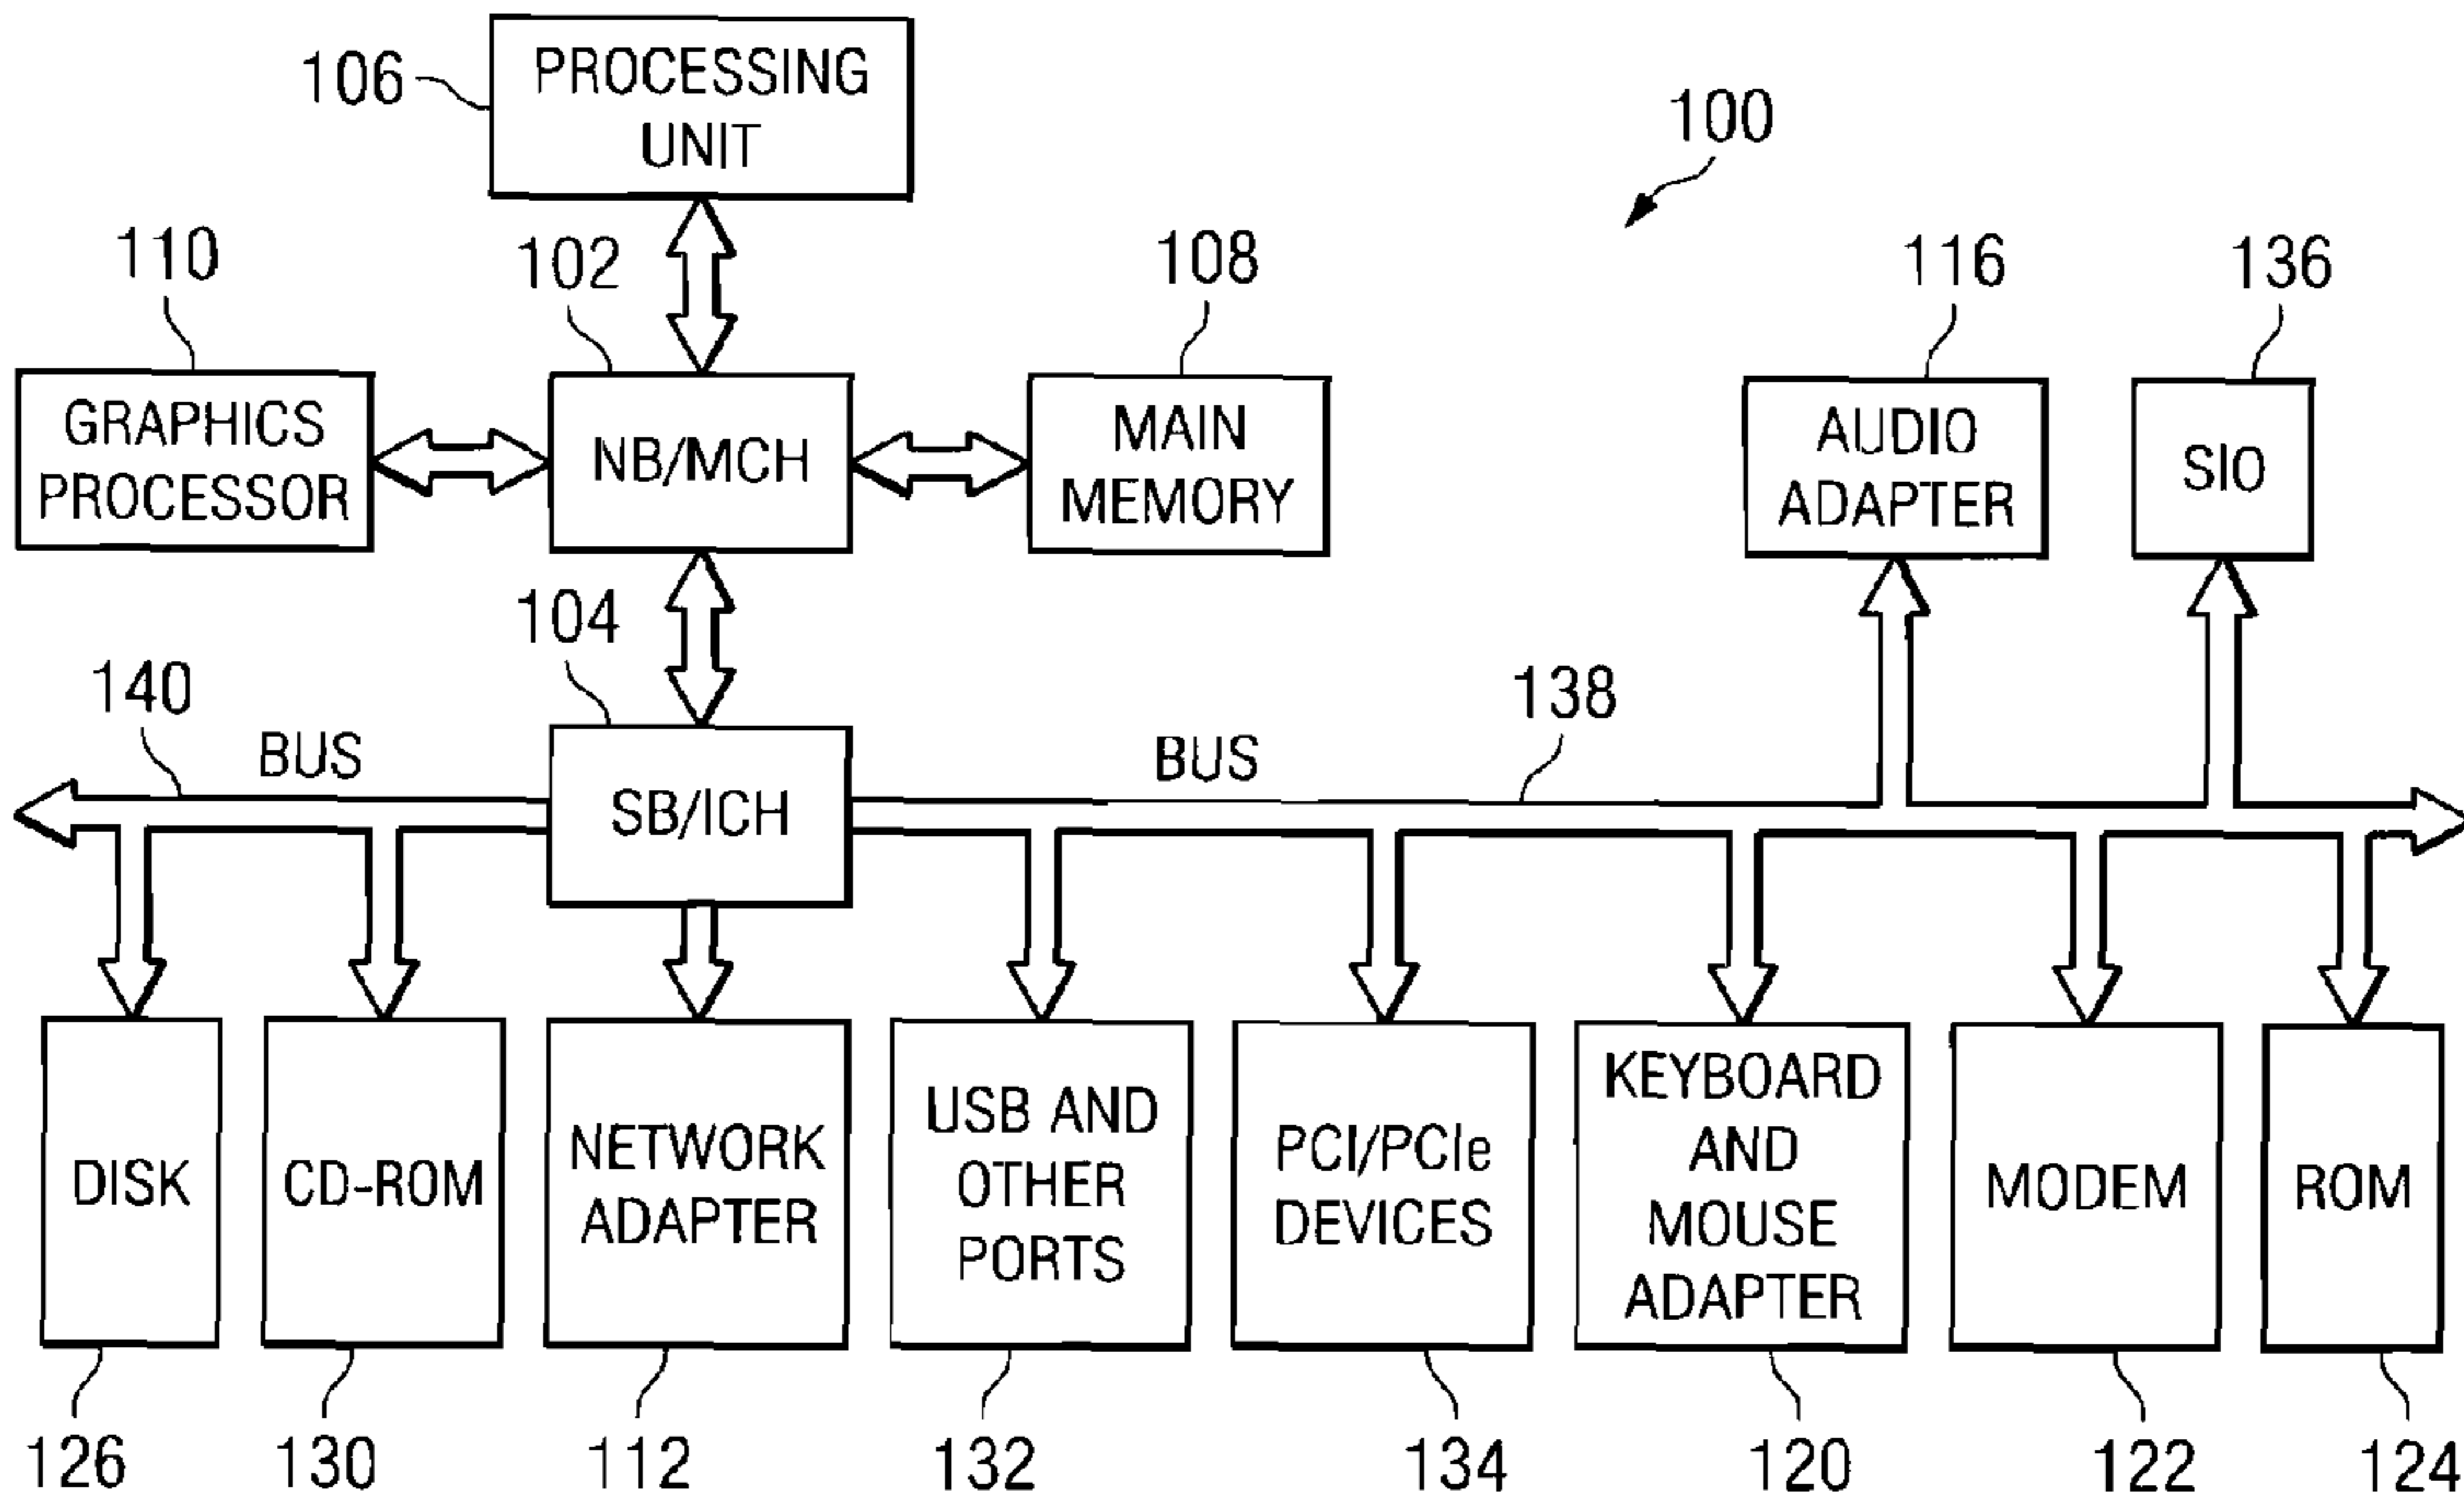 106
PROCESSING
UNIT
100
110
102
108
116
136
GRAPHICS
PROCESSOR
NB/MCH
MAIN
MEMORY
AUDIO
ADAPTER
SIO
104
140
BUS
138
BUS
SB/ICH
DISK
CD-ROM
NETWORK
ADAPTER
USB AND
OTHER
PORTS
PCI/PCIe
DEVICES
KEYBOARD
AND
MOUSE
ADAPTER
MODEM
ROM
126
130
112
132
134
120
122
124